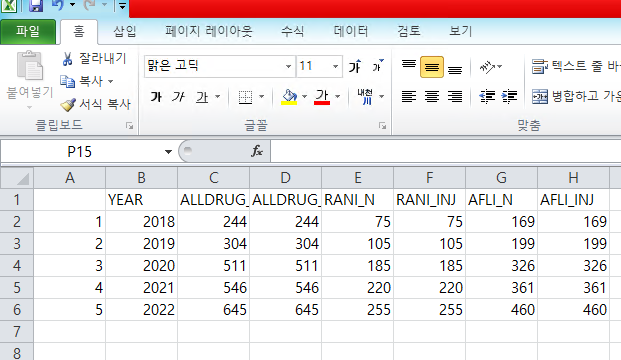 파일 홈 삽입 페이지 레이아웃 수식 데이터 검토 보기
잘라내기
복사
서식 복사
붙여넣기
클립보드
맑은 고딕 11 가 가
가 가 가 가 내천
글꼴
텍스트 줄 바
병합하고 가운
맞춤
P15 fx
A B C D E F G H
1 YEAR ALLDRUG_ ALLDRUG_ RANI_N RANI_INJ AFLI_N AFLI_INJ
2 1 2018 244 244 75 75 169 169
3 2 2019 304 304 105 105 199 199
4 3 2020 511 511 185 185 326 326
5 4 2021 546 546 220 220 361 361
6 5 2022 645 645 255 255 460 460
7
8